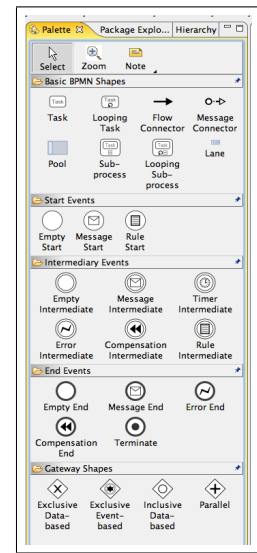 Palette Package Explo... Hierarchy
Select Zoom Note
Basic BPMN Shapes
Task Task
Task Looping Task Flow Connector Message Connector
Task Task
Pool Sub-process Looping Sub-process Lane
Start Events
Empty Start Message Start Rule Start
Intermediary Events
Empty Intermediate Message Intermediate Timer Intermediate
Error Intermediate Compensation Intermediate Rule Intermediate
End Events
Empty End Message End Error End
Compensation End Terminate
Gateway Shapes
Exclusive Data-based Exclusive Event-based Inclusive Data-based Parallel